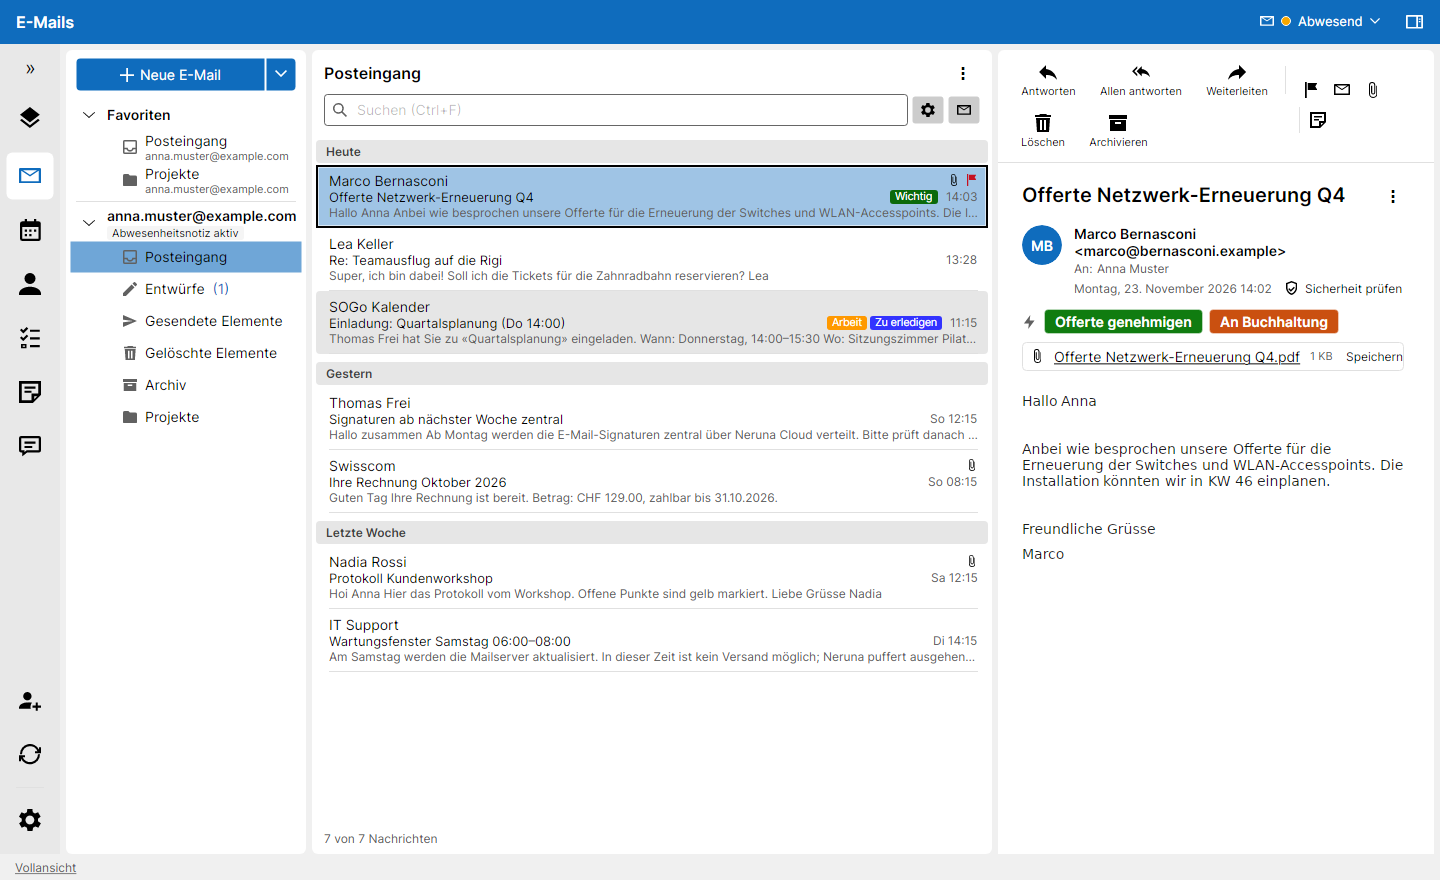 E-Mails
Abwesend
Neue E-Mail
Favoriten
Posteingang
anna.muster@example.com
Projekte
anna.muster@example.com
anna.muster@example.com
Abwesenheitsnotiz aktiv
Posteingang
Entwürfe (1)
Gesendete Elemente
Gelöschte Elemente
Archiv
Projekte
Posteingang
Suchen (Ctrl+F)
Heute
Marco Bernasconi
Offerte Netzwerk-Erneuerung Q4 Wichtig 14:03
Hallo Anna Anbei wie besprochen unsere Offerte für die Erneuerung der Switches und WLAN-Accesspoints. Die I...
Lea Keller
Re: Teamausflug auf die Rigi 13:28
Super, ich bin dabei! Soll ich die Tickets für die Zahnradbahn reservieren? Lea
SOGo Kalender
Einladung: Quartalsplanung (Do 14:00) Arbeit Zu erledigen 11:15
Thomas Frei hat Sie zu «Quartalsplanung» eingeladen. Wann: Donnerstag, 14:00–15:30 Wo: Sitzungszimmer Pilat...
Gestern
Thomas Frei
Signaturen ab nächster Woche zentral So 12:15
Hallo zusammen Ab Montag werden die E-Mail-Signaturen zentral über Neruna Cloud verteilt. Bitte prüft danach ...
Swisscom
Ihre Rechnung Oktober 2026 So 08:15
Guten Tag Ihre Rechnung ist bereit. Betrag: CHF 129.00, zahlbar bis 31.10.2026.
Letzte Woche
Nadia Rossi
Protokoll Kundenworkshop Sa 12:15
Hoi Anna Hier das Protokoll vom Workshop. Offene Punkte sind gelb markiert. Liebe Grüsse Nadia
IT Support
Wartungsfenster Samstag 06:00–08:00 Di 14:15
Am Samstag werden die Mailserver aktualisiert. In dieser Zeit ist kein Versand möglich; Neruna puffert ausgehen...
7 von 7 Nachrichten
Antworten Allen antworten Weiterleiten
Löschen Archivieren
Offerte Netzwerk-Erneuerung Q4
MB
Marco Bernasconi
<marco@bernasconi.example>
An: Anna Muster
Montag, 23. November 2026 14:02 Sicherheit prüfen
Offerte genehmigen An Buchhaltung
Offerte Netzwerk-Erneuerung Q4.pdf 1 KB Speichern
Hallo Anna
Anbei wie besprochen unsere Offerte für die
Erneuerung der Switches und WLAN-Accesspoints. Die
Installation könnten wir in KW 46 einplanen.
Freundliche Grüsse
Marco
Vollansicht